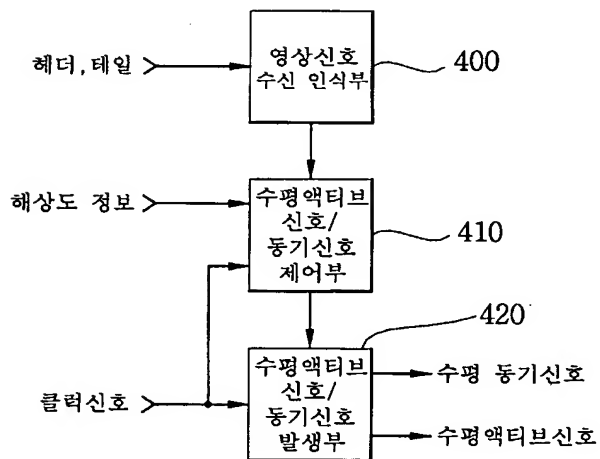 헤더,테일
영상신호
수신 인식부
400
해상도 정보
수평액티브
신호/
동기신호
제어부
410
클럭신호
수평액티브
신호/
동기신호
발생부
420
수평 동기신호
수평액티브신호